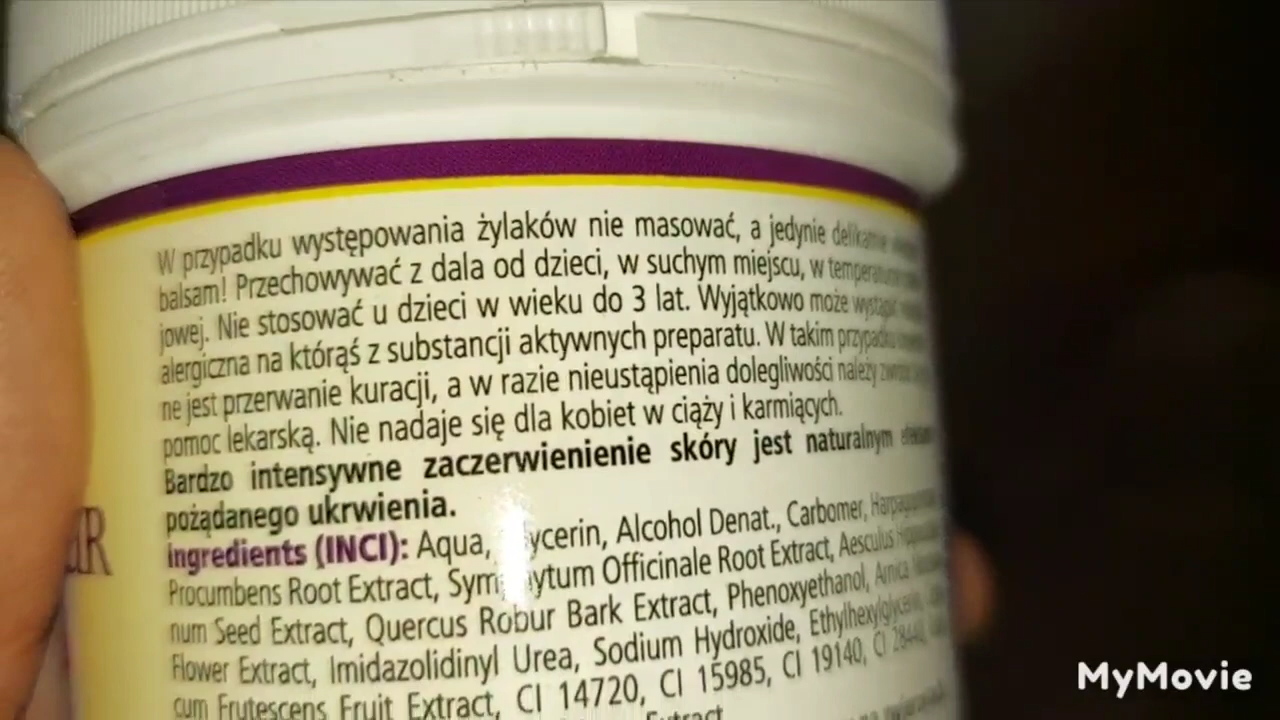 W przypadku występowania żylaków nie masować, a jedynie delikatnie
balsam! Przechowywać z dala od dzieci, w suchym miejscu, w temperaturze
jowej. Nie stosować u dzieci w wieku do 3 lat. Wyjątkowo może wystąpić
alergiczna na którąś z substancji aktywnych preparatu. W takim przypadku
ne jest przerwanie kuracji, a w razie nieustąpienia dolegliwości należy
pomoc lekarską. Nie nadaje się dla kobiet w ciąży i karmiących.
Bardzo intensywne zaczerwienienie skóry jest naturalnym efektem
pożądanego ukrwienia.
ingredients (INCI): Aqua, Glycerin, Alcohol Denat., Carbomer,
Procumbens Root Extract, Symphytum Officinale Root Extract, Aesculus
num Seed Extract, Quercus Robur Bark Extract, Phenoxyethanol, Arnica
Flower Extract, Imidazolidinyl Urea, Sodium Hydroxide, Ethylhexylglycerin,
cum Frutescens Fruit Extract, CI 14720, CI 15985, CI 19140, CI 28440,
Extract
MyMovie